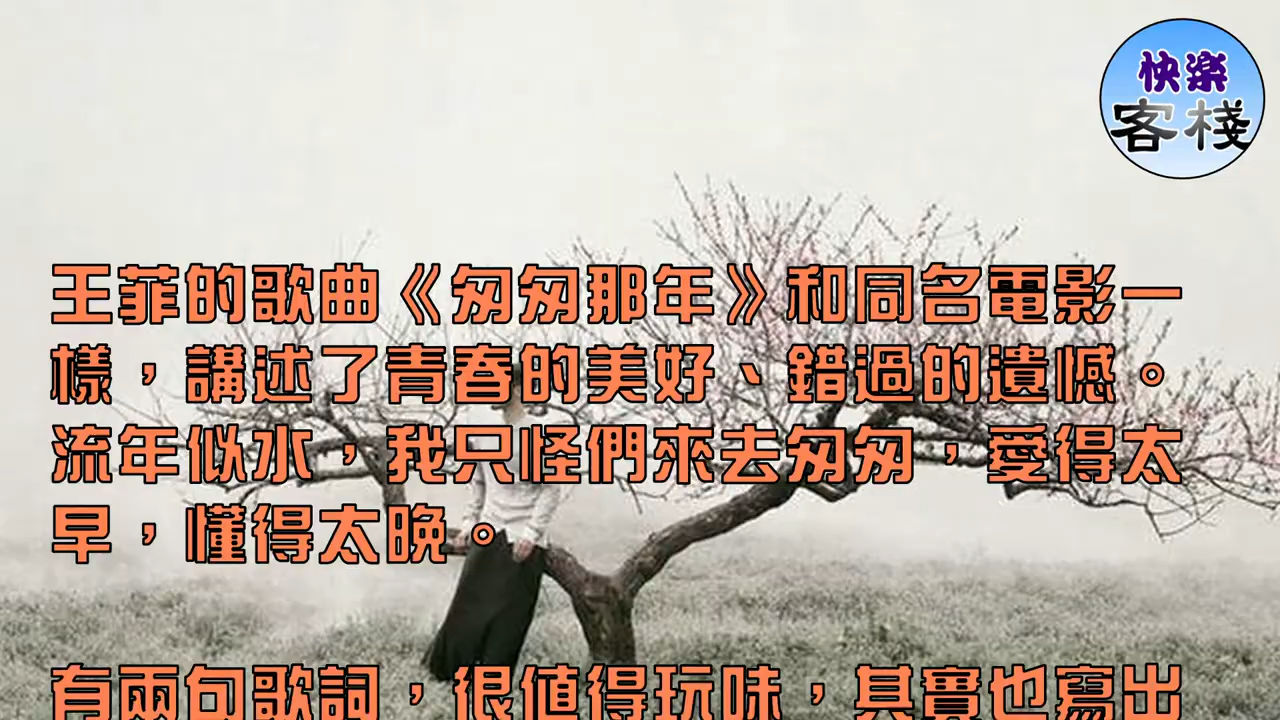 快樂
客棧
王菲的歌曲《匆匆那年》和同名電影一
樣，講述了青春的美好、錯過的遺憾。
流年似水，我只怪們來去匆匆，愛得太
早，懂得太晚。
有兩句歌詞，很值得玩味，其實也寫出